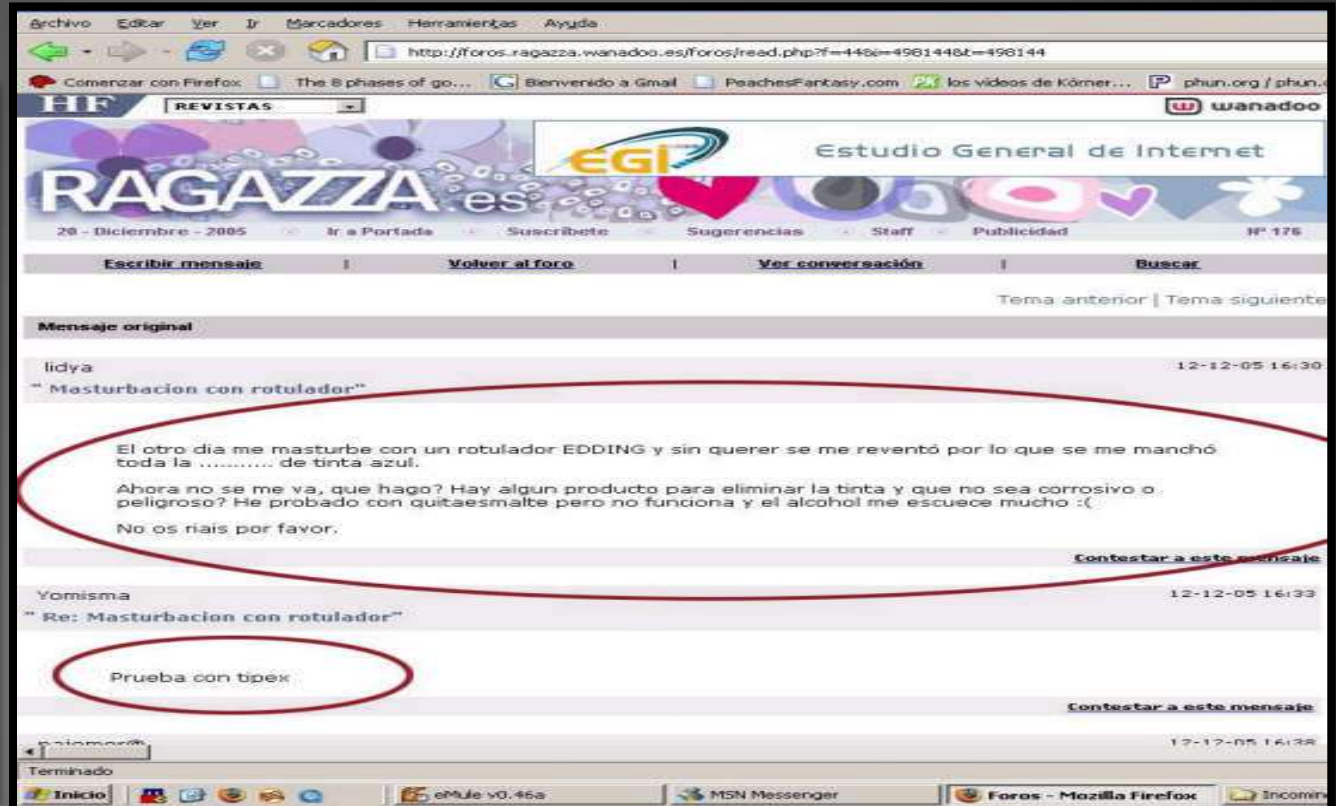 Archivo Editar Ver Ir Marcadores Herramientas Ayuda
http://foros.ragazza.wanadoo.es/foros/read.php?f=44&i=498144&t=498144
Comenzar con Firefox The 8 phases of go... Bienvenido a Gmail PeachesFantasy.com los vídeos de Körner... phun.org / phun.
HF REVISTAS wanadoo
EGI Estudio General de Internet
RAGAZZA.es
20 - Diciembre - 2005 Ir a Portada Suscríbete Sugerencias Staff Publicidad Nº 176
Escribir mensaje | Volver al foro | Ver conversación | Buscar
Tema anterior | Tema siguiente
Mensaje original
lidya 12-12-05 16:30
" Masturbacion con rotulador"
El otro dia me masturbe con un rotulador EDDING y sin querer se me reventó por lo que se me manchó
toda la .......... de tinta azul.
Ahora no se me va, que hago? Hay algun producto para eliminar la tinta y que no sea corrosivo o
peligroso? He probado con quitaesmalte pero no funciona y el alcohol me escuece mucho :(
No os riais por favor.
Contestar a este mensaje
Yomisma 12-12-05 16:33
" Re: Masturbacion con rotulador"
Prueba con tipex
Contestar a este mensaje
12-12-05 16:38
Terminado
Inicio eMule v0.46a MSN Messenger Foros - Mozilla Firefox Incomin